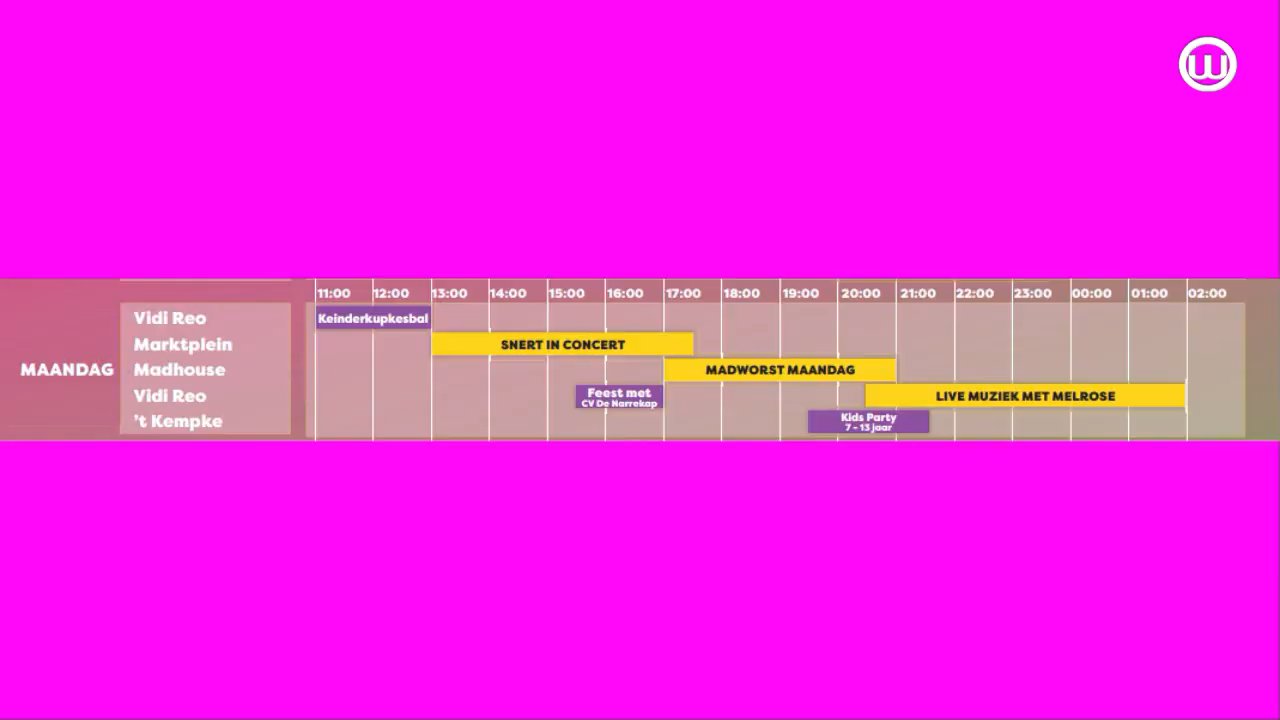 11:00 12:00 13:00 14:00 15:00 16:00 17:00 18:00 19:00 20:00 21:00 22:00 23:00 00:00 01:00 02:00
MAANDAG
Vidi Reo
Keinderkupkesbal
Marktplein
SNERT IN CONCERT
Madhouse
MADWORST MAANDAG
Vidi Reo
Feest met
CV De Narrekap
LIVE MUZIEK MET MELROSE
't Kempke
Kids Party
7 - 13 jaar
W